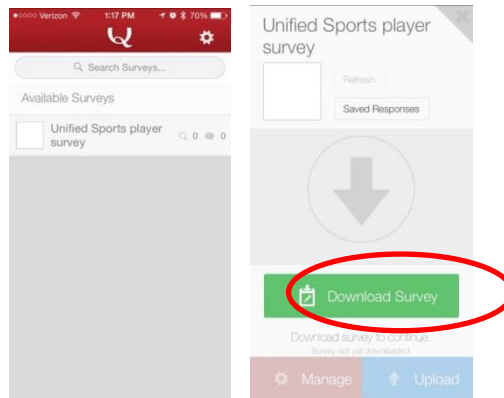 Verizon 1:17 PM 70%
Search Surveys...
Available Surveys
Unified Sports player
survey
0 0
Unified Sports player
survey
Refresh
Saved Responses
Download Survey
Download survey to continue.
Survey not yet downloaded.
Manage Upload